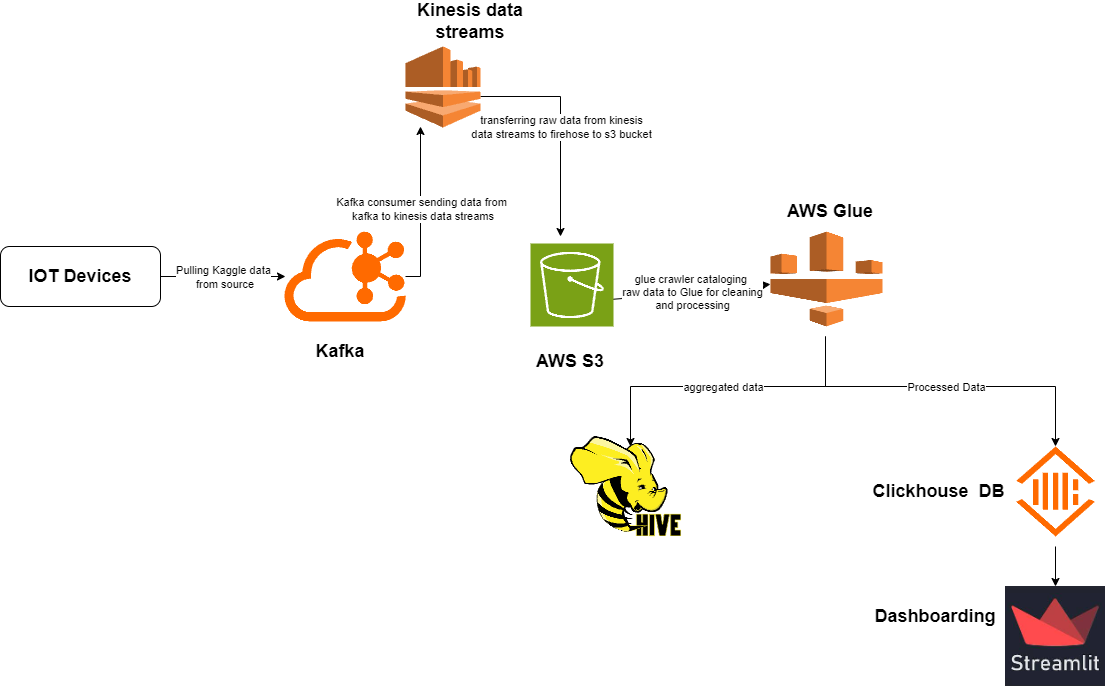 Kinesis data
streams
transferring raw data from kinesis
data streams to firehose to s3 bucket
Kafka consumer sending data from
kafka to kinesis data streams
AWS Glue
IOT Devices
Pulling Kaggle data
from source
glue crawler cataloging
raw data to Glue for cleaning
and processing
Kafka
AWS S3
aggregated data
Processed Data
HIVE
Clickhouse DB
Dashboarding
Streamlit